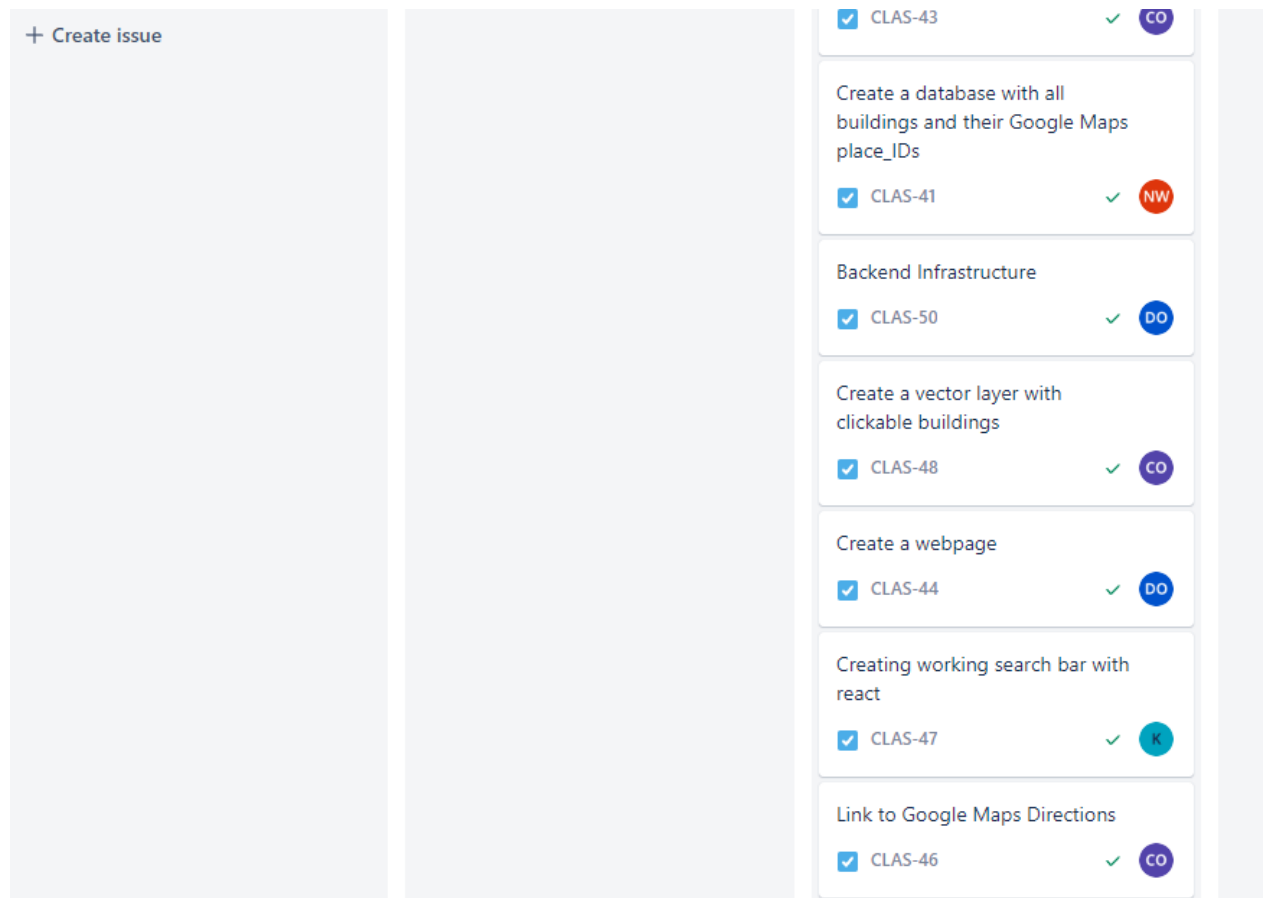 + Create issue
CLAS-43 CO
Create a database with all
buildings and their Google Maps
place_IDs
CLAS-41 NW
Backend Infrastructure
CLAS-50 DO
Create a vector layer with
clickable buildings
CLAS-48 CO
Create a webpage
CLAS-44 DO
Creating working search bar with
react
CLAS-47 K
Link to Google Maps Directions
CLAS-46 CO